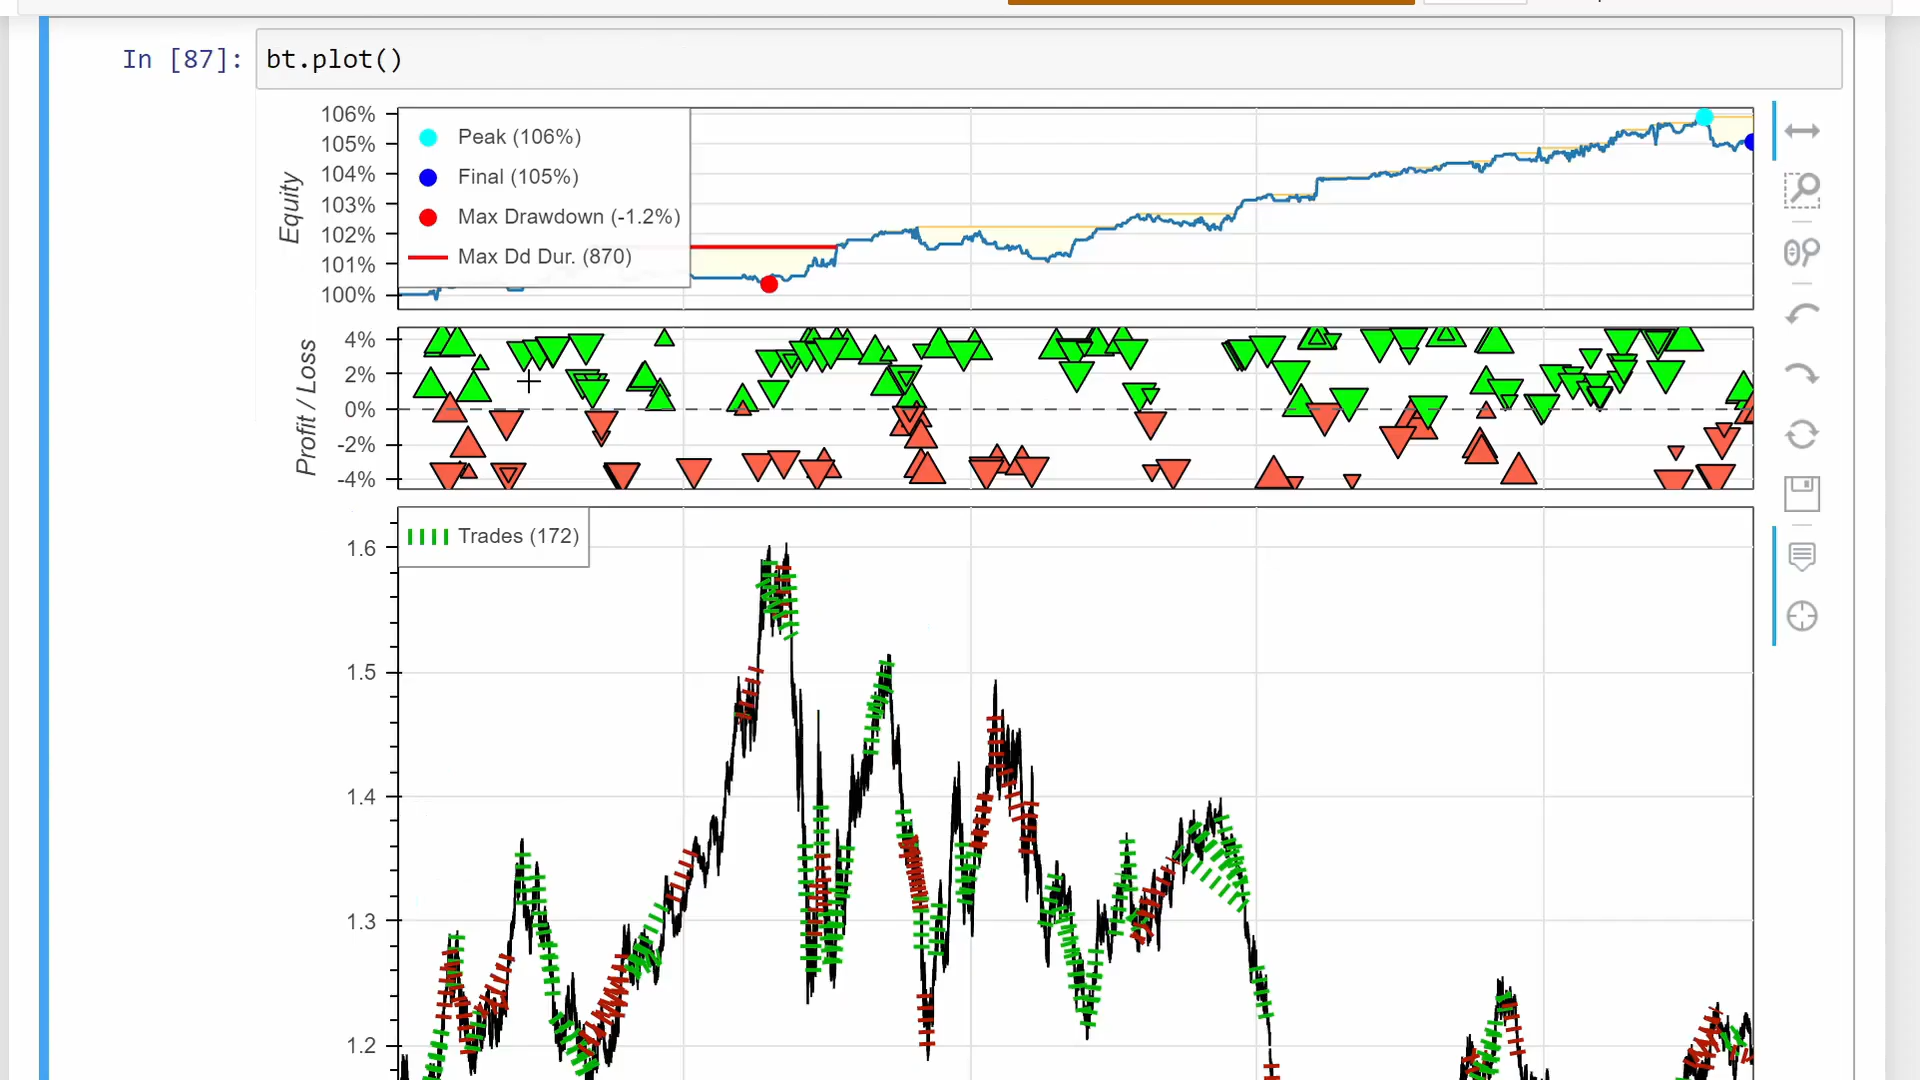 In [87]: bt.plot()
106%
105%
104%
103%
102%
101%
100%
Equity
Peak (106%)
Final (105%)
Max Drawdown (-1.2%)
Max Dd Dur. (870)
4%
2%
0%
-2%
-4%
Profit / Loss
Trades (172)
1.6
1.5
1.4
1.3
1.2